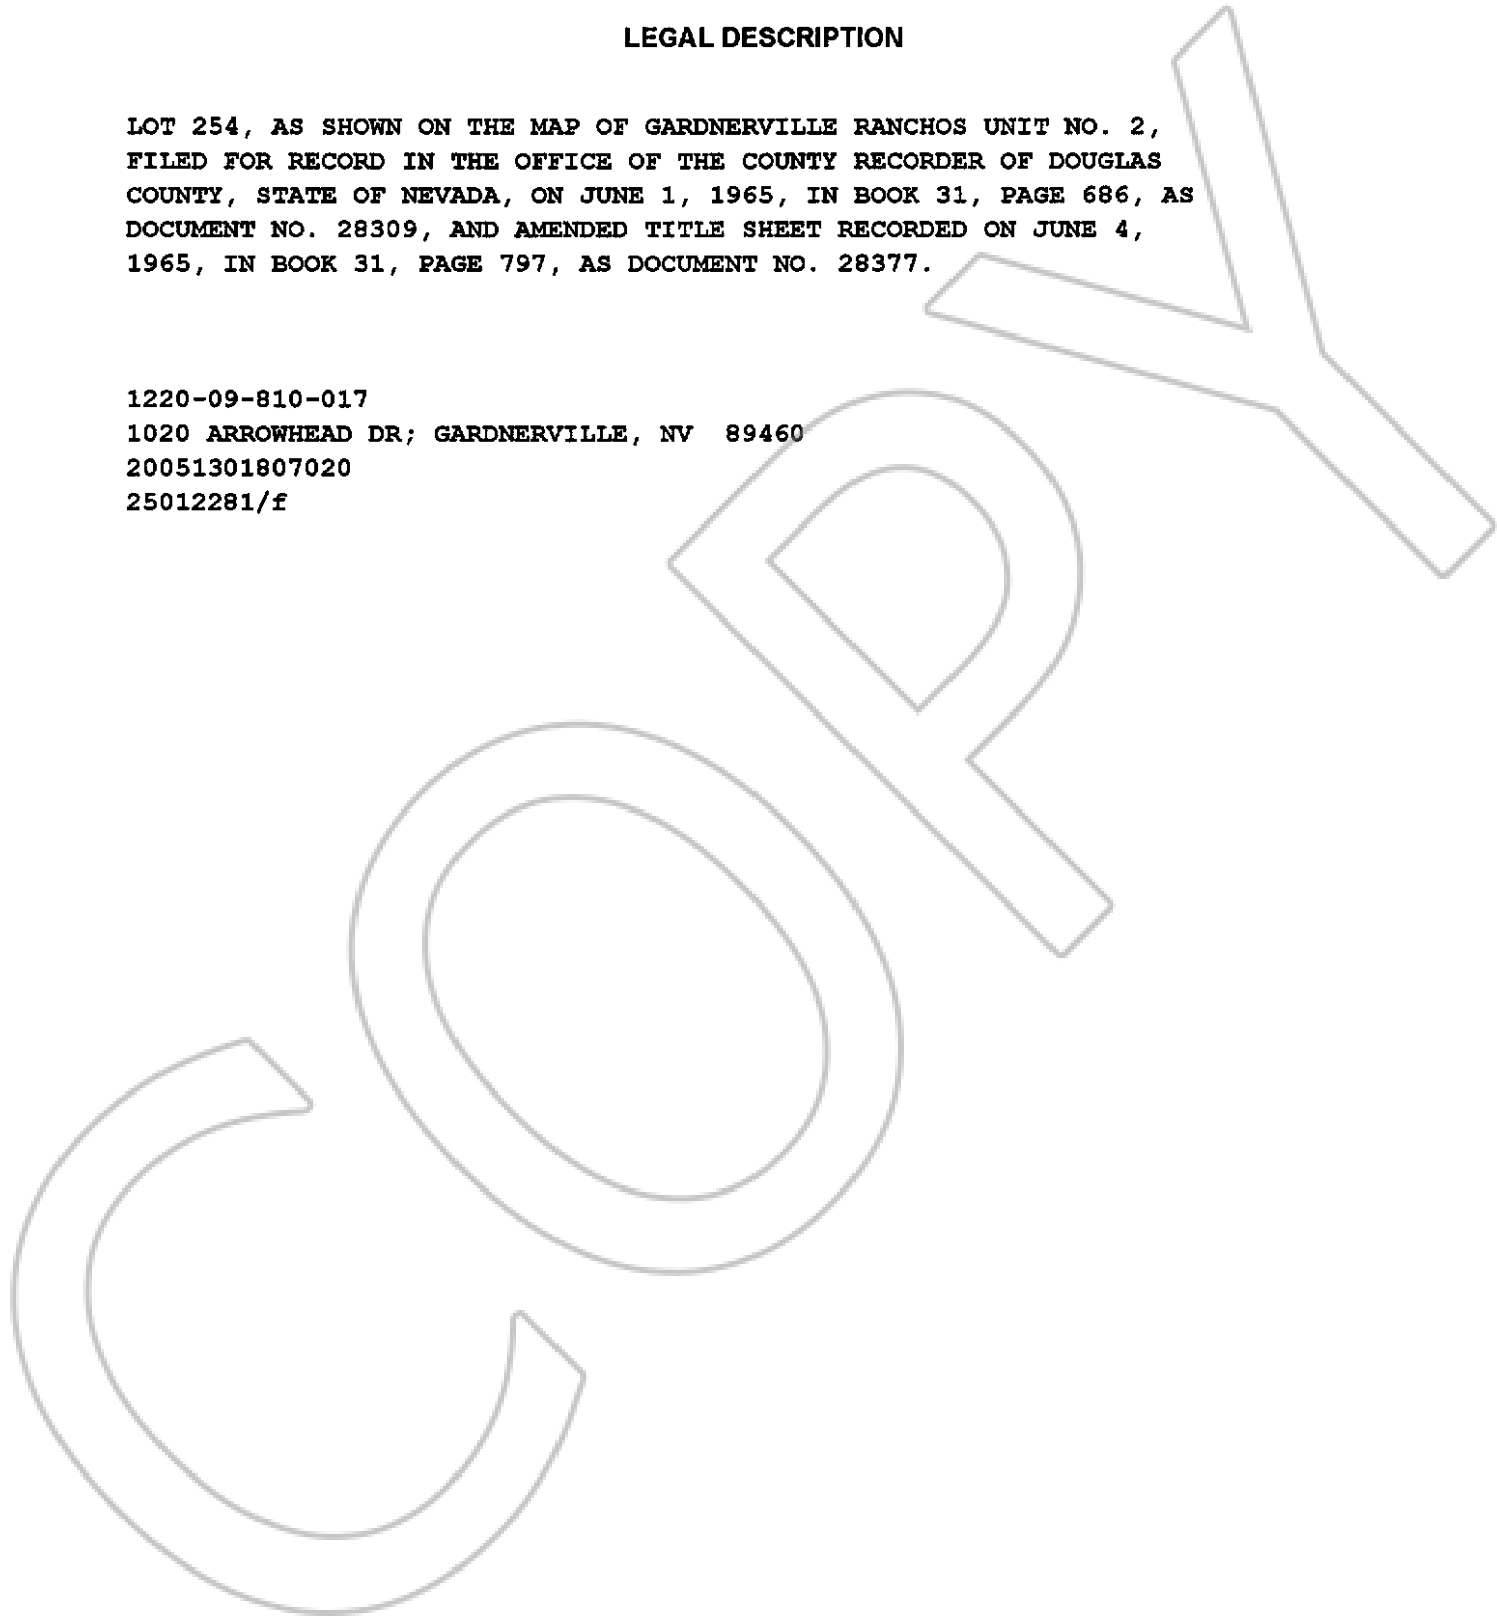 LEGAL DESCRIPTION
LOT 254, AS SHOWN ON THE MAP OF GARDNERVILLE RANCHOS UNIT NO. 2,
FILED FOR RECORD IN THE OFFICE OF THE COUNTY RECORDER OF DOUGLAS
COUNTY, STATE OF NEVADA, ON JUNE 1, 1965, IN BOOK 31, PAGE 686, AS
DOCUMENT NO. 28309, AND AMENDED TITLE SHEET RECORDED ON JUNE 4,
1965, IN BOOK 31, PAGE 797, AS DOCUMENT NO. 28377.
1220-09-810-017
1020 ARROWHEAD DR; GARDNERVILLE, NV  89460
20051301807020
25012281/f
COPY